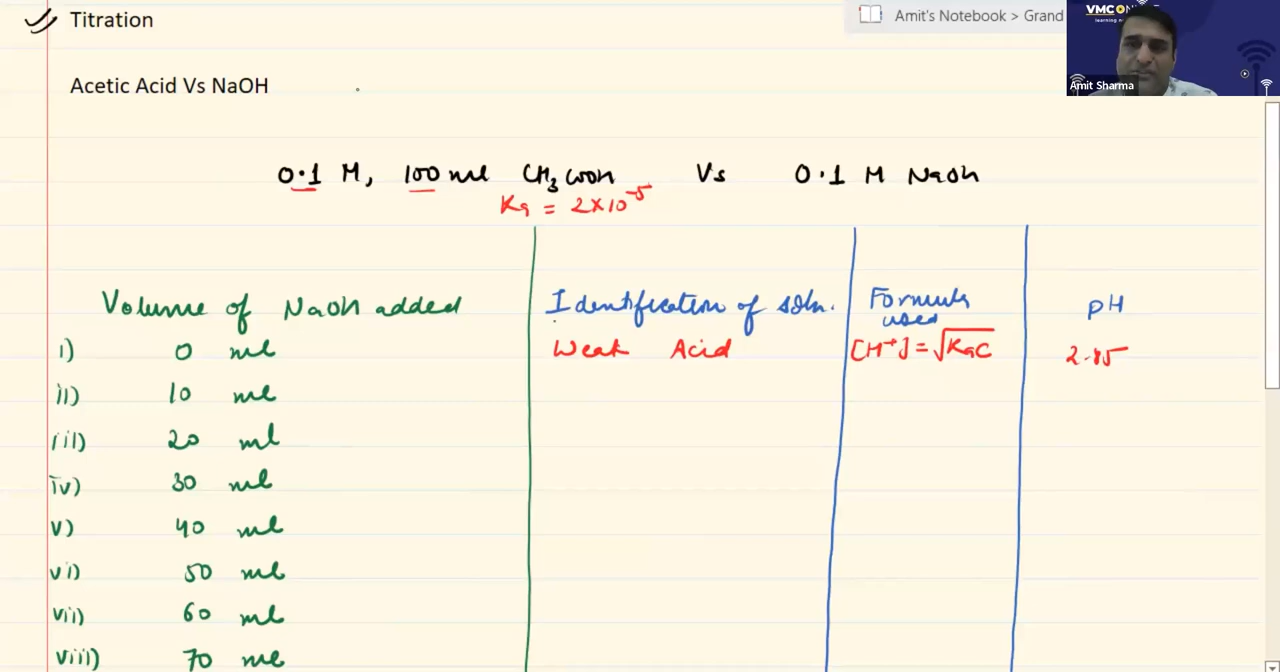 Titration
Amit's Notebook > Grand
VMC ON
learning n
Amit Sharma
Acetic Acid Vs NaOH
0.1 M, 100 ml CH3COOH Vs 0.1 M NaOH
Ka = 2×10^-5
Volume of NaOH added Identification of soln. Formula used pH
i) 0 ml Weak Acid [H+] = √KaC 2.85
ii) 10 ml
iii) 20 ml
iv) 30 ml
v) 40 ml
vi) 50 ml
vii) 60 ml
viii) 70 ml